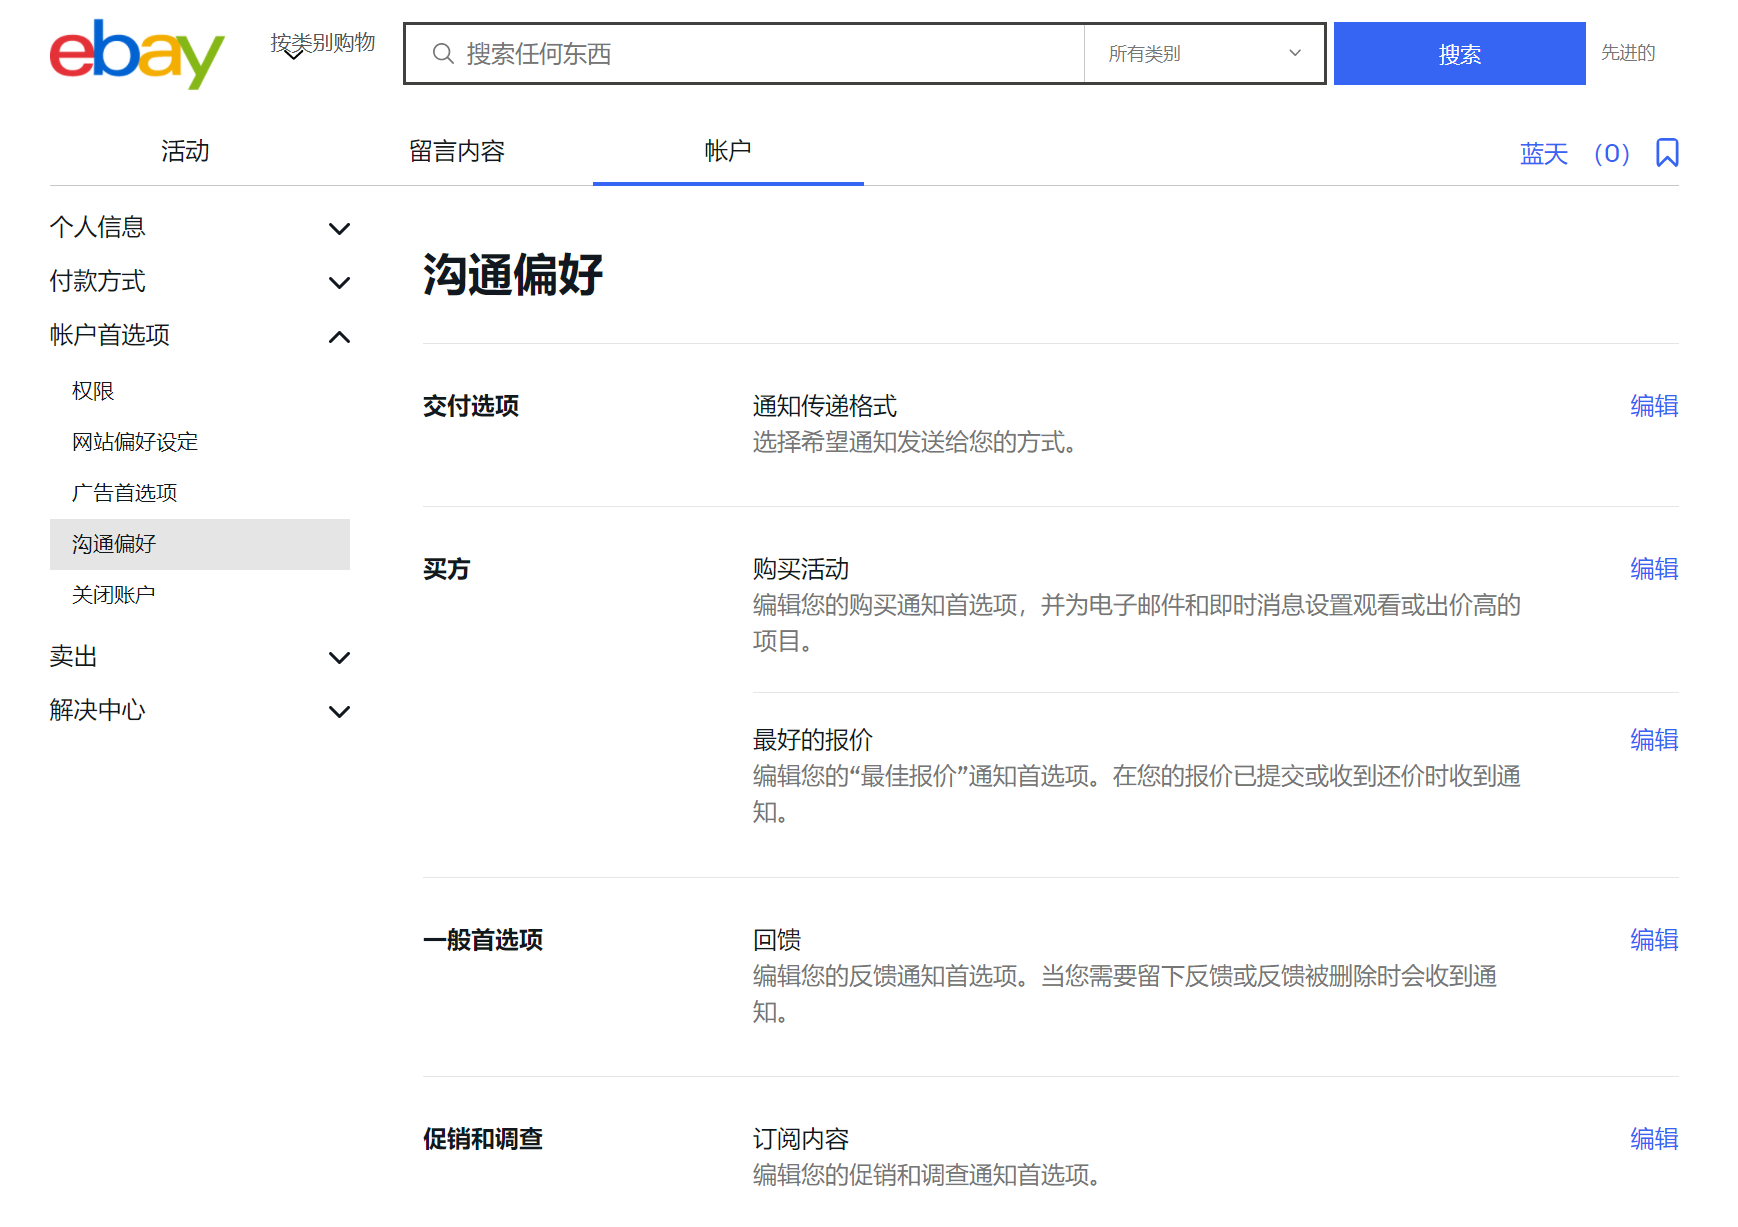 ebay
按类别购物
搜索任何东西
所有类别
搜索
先进的
活动
留言内容
帐户
蓝天 (0)
个人信息
付款方式
帐户首选项
权限
网站偏好设定
广告首选项
沟通偏好
关闭账户
卖出
解决中心
沟通偏好
交付选项
通知传递格式
编辑
选择希望通知发送给您的方式。
买方
购买活动
编辑
编辑您的购买通知首选项，并为电子邮件和即时消息设置观看或出价高的
项目。
最好的报价
编辑
编辑您的“最佳报价”通知首选项。在您的报价已提交或收到还价时收到通
知。
一般首选项
回馈
编辑
编辑您的反馈通知首选项。当您需要留下反馈或反馈被删除时会收到通
知。
促销和调查
订阅内容
编辑
编辑您的促销和调查通知首选项。